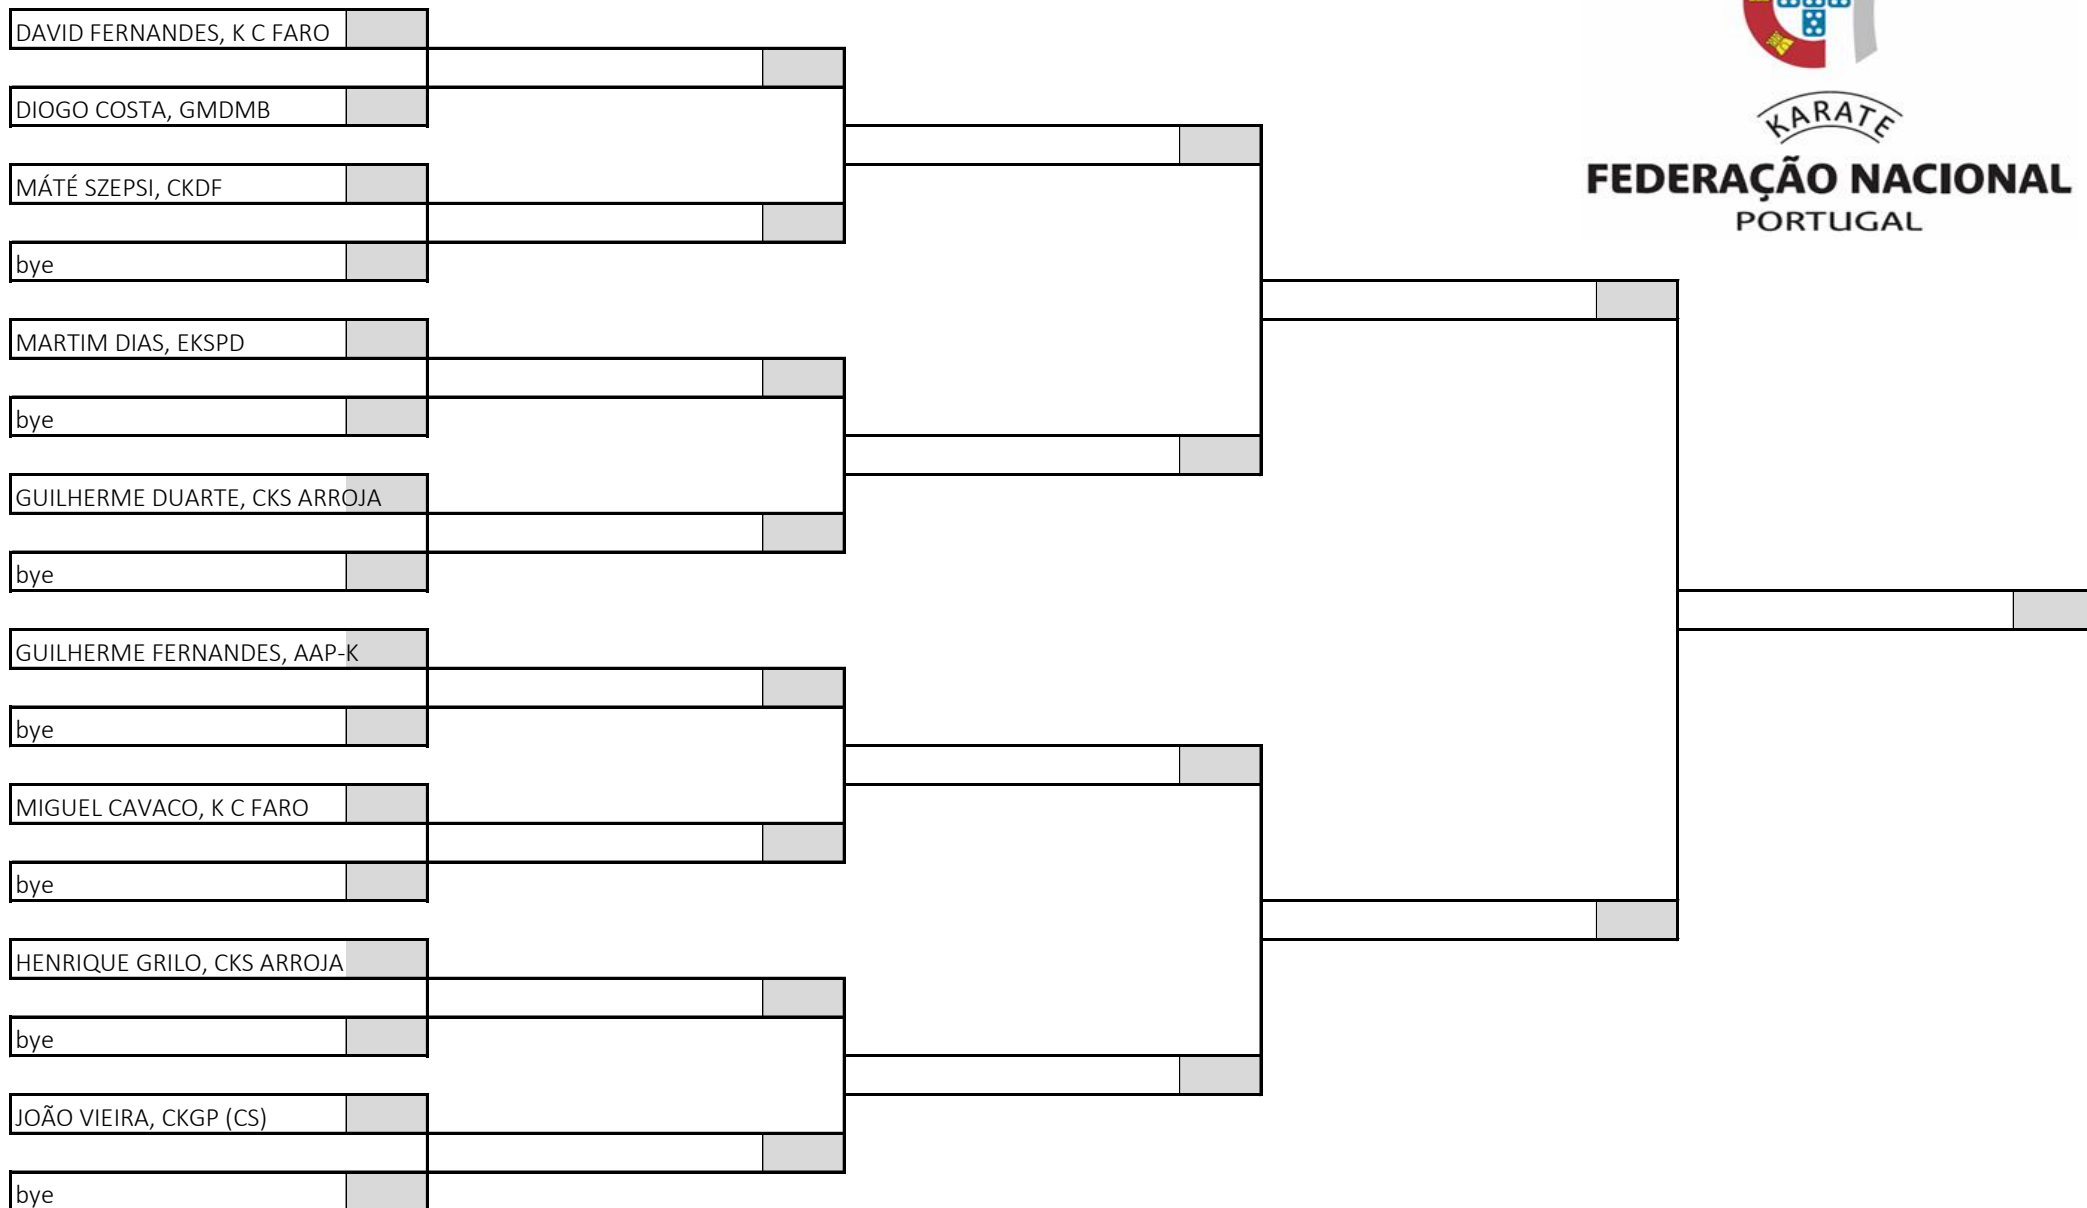 DAVID FERNANDES, K C FARO
DIOGO COSTA, GMDMB
MÁTÉ SZEPSI, CKDF
bye
MARTIM DIAS, EKSPD
bye
GUILHERME DUARTE, CKS ARROJA
bye
GUILHERME FERNANDES, AAP-K
bye
MIGUEL CAVACO, K C FARO
bye
HENRIQUE GRILO, CKS ARROJA
bye
JOÃO VIEIRA, CKGP (CS)
bye
KARATE
FEDERAÇÃO NACIONAL
PORTUGAL